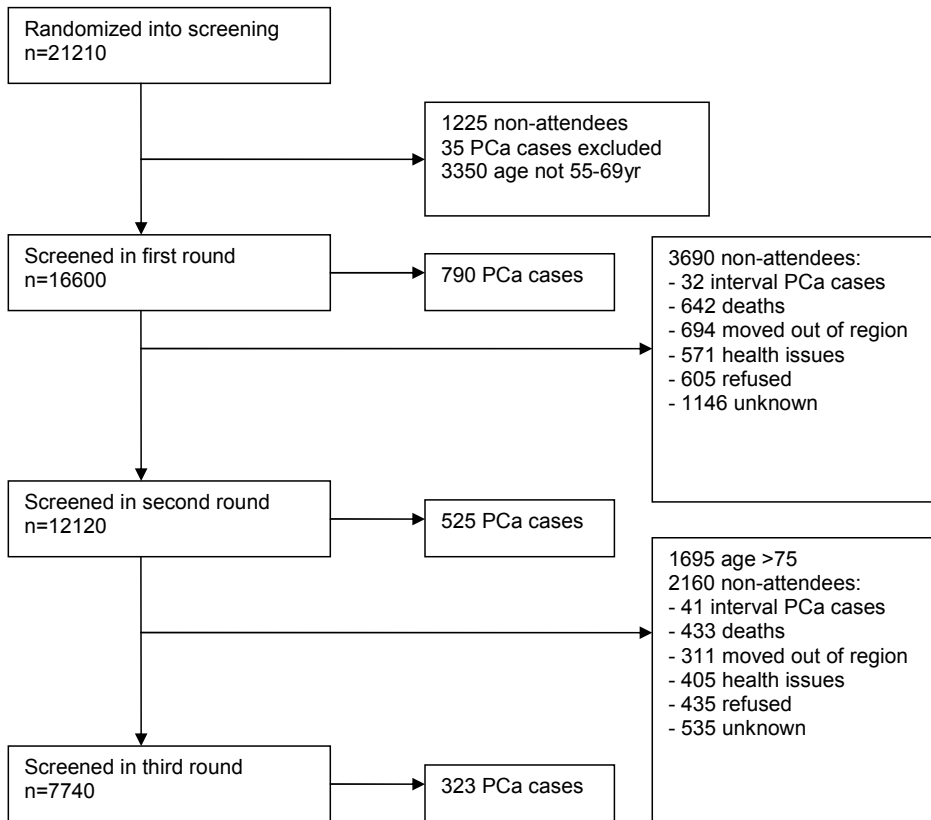 Randomized into screening
n=21210
1225 non-attendees
35 PCa cases excluded
3350 age not 55-69yr
Screened in first round
n=16600
790 PCa cases
3690 non-attendees:
- 32 interval PCa cases
- 642 deaths
- 694 moved out of region
- 571 health issues
- 605 refused
- 1146 unknown
Screened in second round
n=12120
525 PCa cases
1695 age >75
2160 non-attendees:
- 41 interval PCa cases
- 433 deaths
- 311 moved out of region
- 405 health issues
- 435 refused
- 535 unknown
Screened in third round
n=7740
323 PCa cases